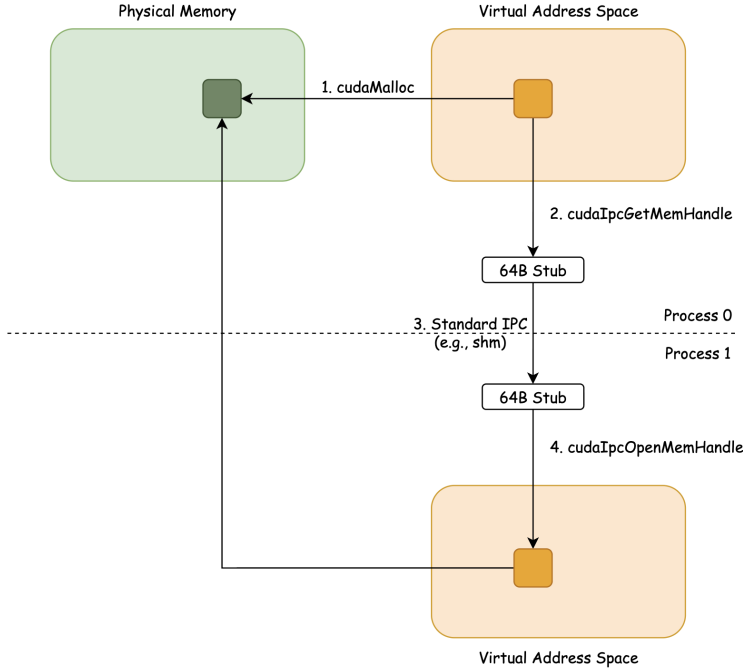 Physical Memory
Virtual Address Space
1. cudaMalloc
2. cudaIpcGetMemHandle
64B Stub
3. Standard IPC
(e.g., shm)
Process 0
Process 1
64B Stub
4. cudaIpcOpenMemHandle
Virtual Address Space